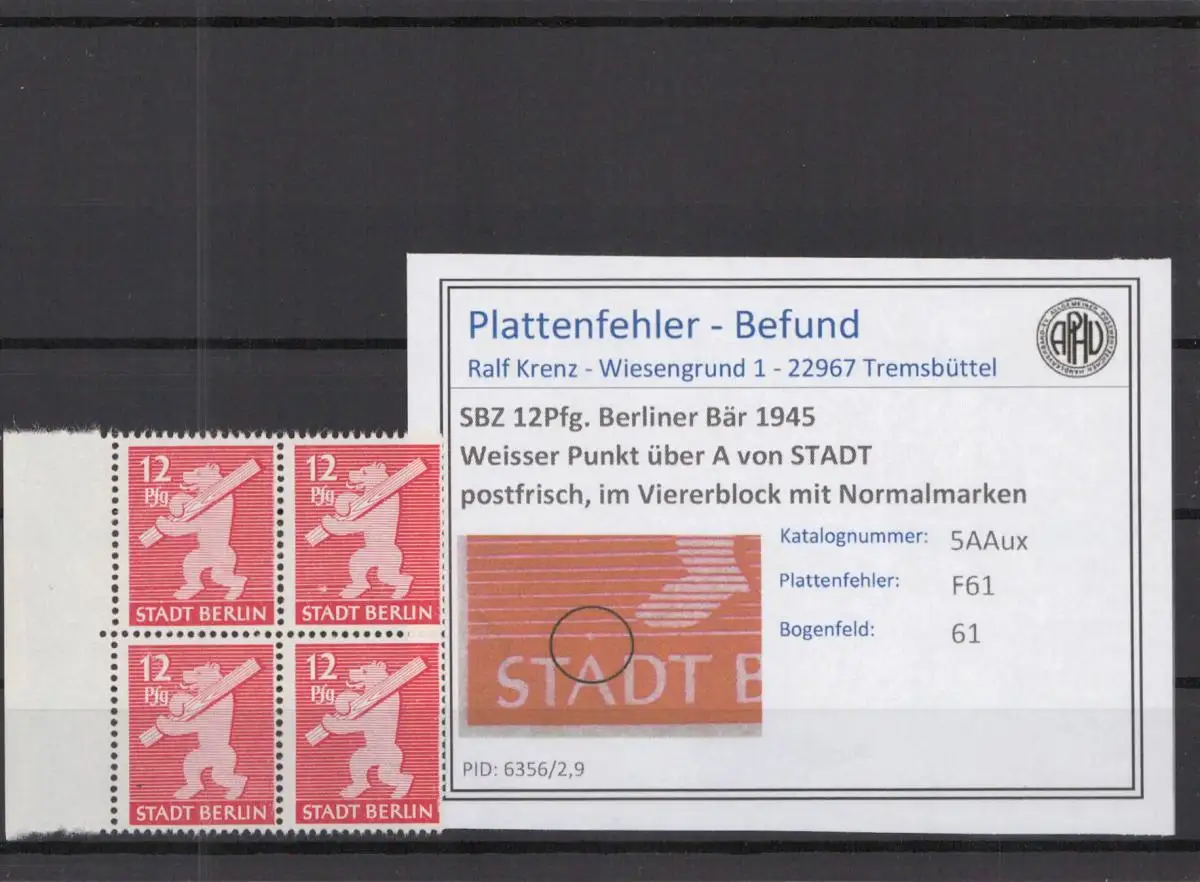 Plattenfehler - Befund
Ralf Krenz - Wiesengrund 1 - 22967 Tremsbüttel
APHV
SBZ 12Pfg. Berliner Bär 1945
Weisser Punkt über A von STADT
postfrisch, im Viererblock mit Normalmarken
STADT B
Katalognummer: 5AAux
Plattenfehler: F61
Bogenfeld: 61
PID: 6356/2,9
12
Pfg
STADT BERLIN
12
Pfg
STADT BERLIN
12
Pfg
STADT BERLIN
12
Pfg
STADT BERLIN